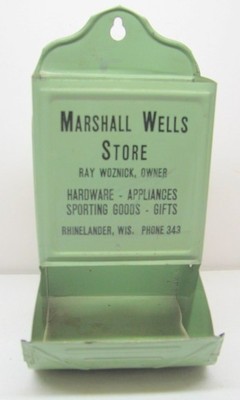 MARSHALL WELLS
STORE
RAY WOZNICK, OWNER
HARDWARE - APPLIANCES
SPORTING GOODS - GIFTS
RHINELANDER, WIS. PHONE 343